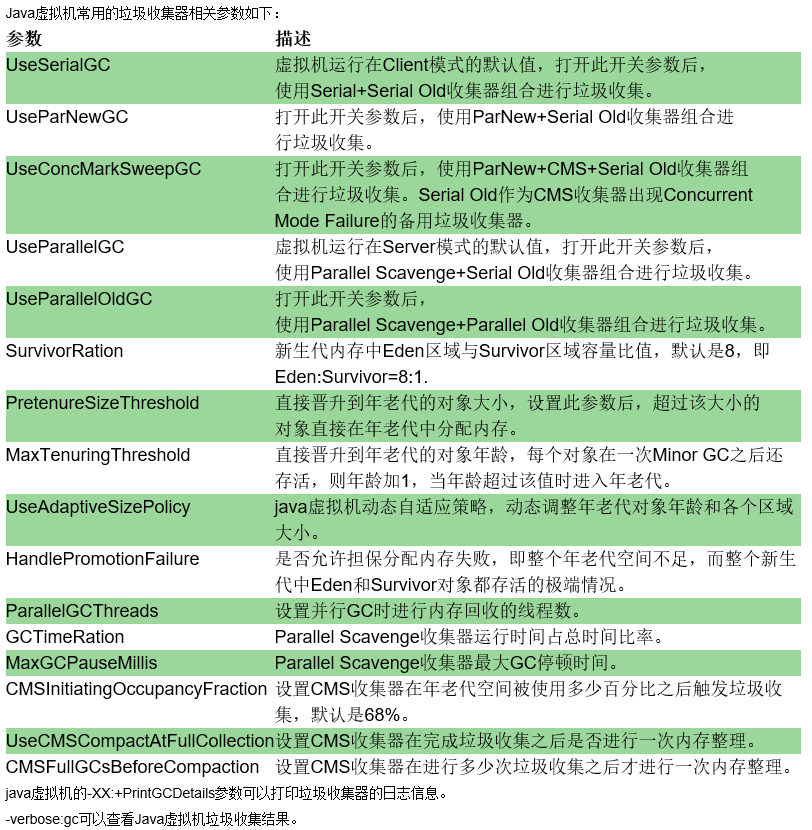 Java虚拟机常用的垃圾收集器相关参数如下：
参数 描述
UseSerialGC 虚拟机运行在Client模式的默认值，打开此开关参数后，
使用Serial+Serial Old收集器组合进行垃圾收集。
UseParNewGC 打开此开关参数后，使用ParNew+Serial Old收集器组合进
行垃圾收集。
UseConcMarkSweepGC 打开此开关参数后，使用ParNew+CMS+Serial Old收集器组
合进行垃圾收集。Serial Old作为CMS收集器出现Concurrent
Mode Failure的备用垃圾收集器。
UseParallelGC 虚拟机运行在Server模式的默认值，打开此开关参数后，
使用Parallel Scavenge+Serial Old收集器组合进行垃圾收集。
UseParallelOldGC 打开此开关参数后，
使用Parallel Scavenge+Parallel Old收集器组合进行垃圾收集。
SurvivorRation 新生代内存中Eden区域与Survivor区域容量比值，默认是8，即
Eden:Survivor=8:1.
PretenureSizeThreshold 直接晋升到年老代的对象大小，设置此参数后，超过该大小的
对象直接在年老代中分配内存。
MaxTenuringThreshold 直接晋升到年老代的对象年龄，每个对象在一次Minor GC之后还
存活，则年龄加1，当年龄超过该值时进入年老代。
UseAdaptiveSizePolicy java虚拟机动态自适应策略，动态调整年老代对象年龄和各个区域
大小。
HandlePromotionFailure 是否允许担保分配内存失败，即整个年老代空间不足，而整个新生
代中Eden和Survivor对象都存活的极端情况。
ParallelGCThreads 设置并行GC时进行内存回收的线程数。
GCTimeRation Parallel Scavenge收集器运行时间占总时间比率。
MaxGCPauseMillis Parallel Scavenge收集器最大GC停顿时间。
CMSInitiatingOccupancyFraction 设置CMS收集器在年老代空间被使用多少百分比之后触发垃圾收
集，默认是68%。
UseCMSCompactAtFullCollection设置CMS收集器在完成垃圾收集之后是否进行一次内存整理。
CMSFullGCsBeforeCompaction 设置CMS收集器在进行多少次垃圾收集之后才进行一次内存整理。
java虚拟机的-XX:+PrintGCDetails参数可以打印垃圾收集器的日志信息。
-verbose:gc可以查看Java虚拟机垃圾收集结果。